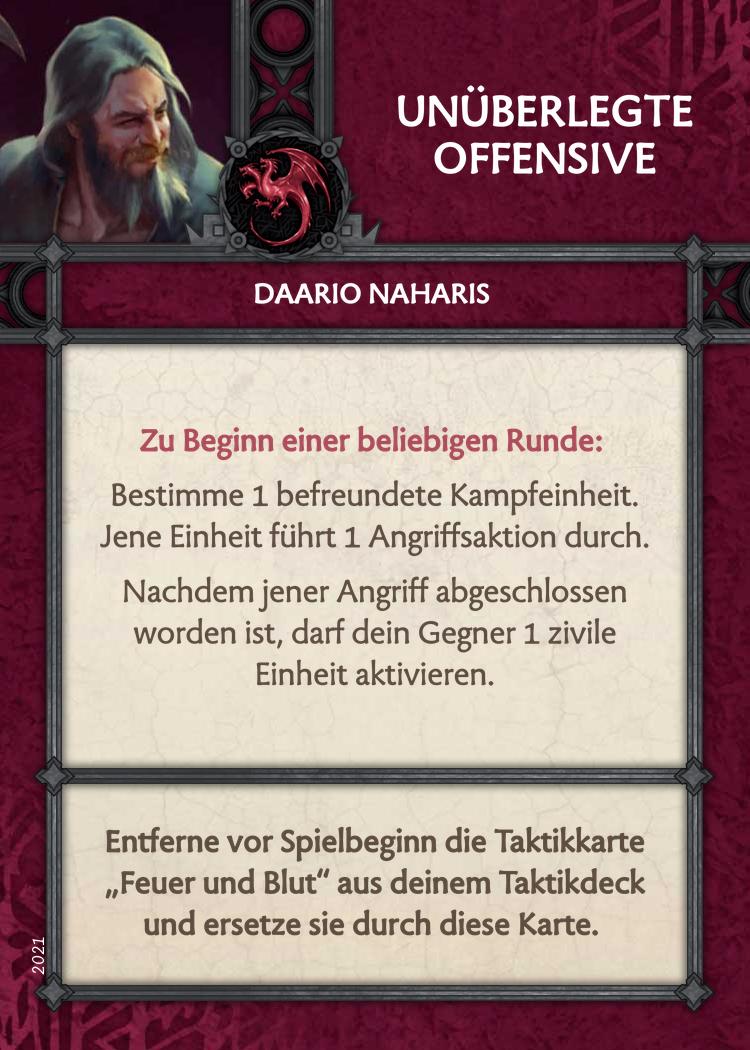 UNÜBERLEGTE
OFFENSIVE
DAARIO NAHARIS
Zu Beginn einer beliebigen Runde:
Bestimme 1 befreundete Kampfeinheit.
Jene Einheit führt 1 Angriffsaktion durch.
Nachdem jener Angriff abgeschlossen
worden ist, darf dein Gegner 1 zivile
Einheit aktivieren.
Entferne vor Spielbeginn die Taktikkarte
„Feuer und Blut“ aus deinem Taktikdeck
und ersetze sie durch diese Karte.
2021